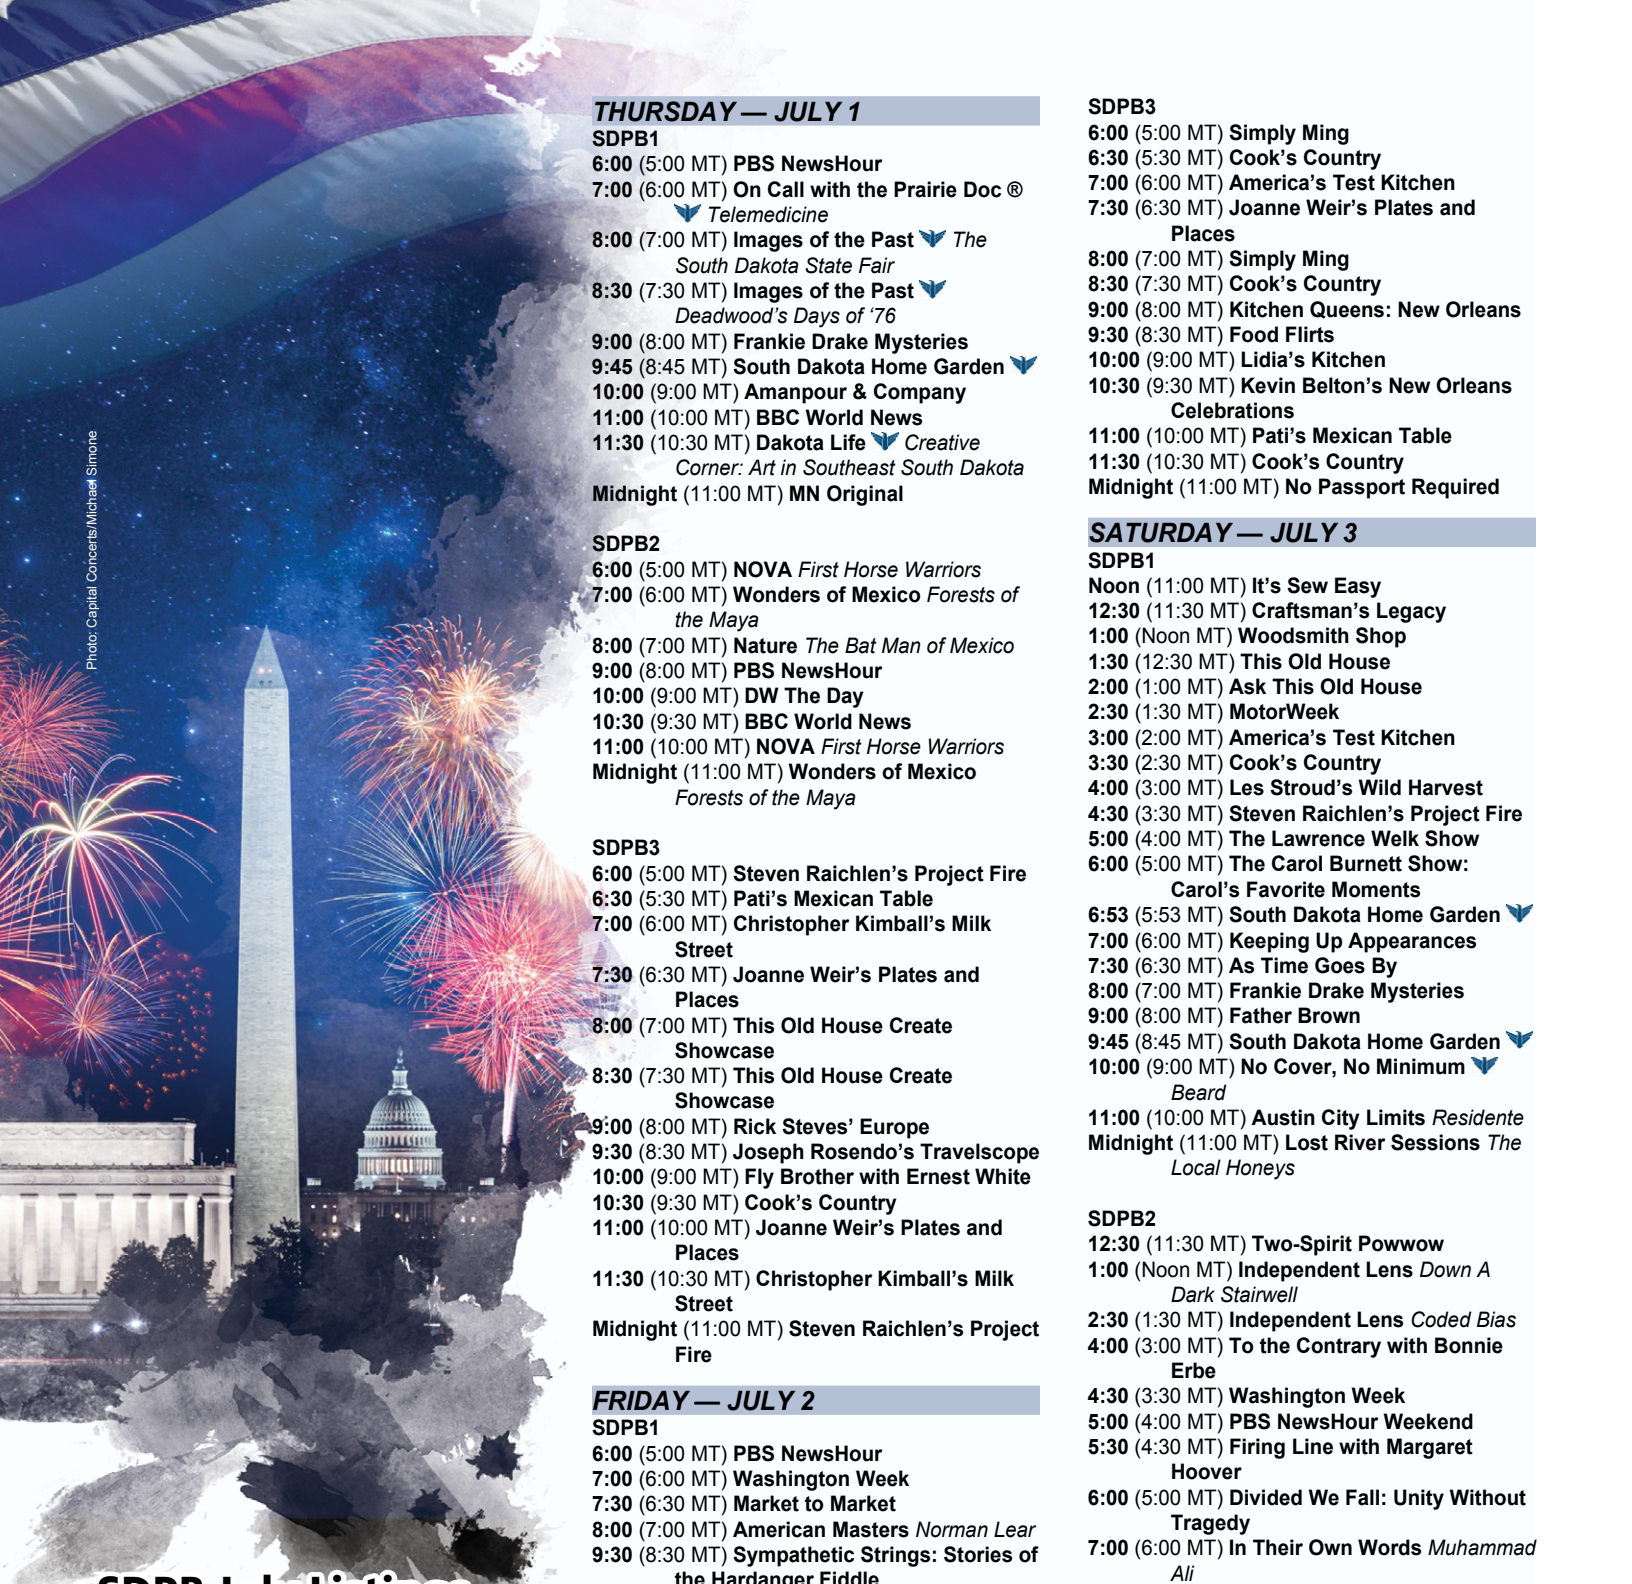 Photo: Capital Concerts/Michael Simone
THURSDAY — JULY 1
SDPB1
6:00 (5:00 MT) PBS NewsHour
7:00 (6:00 MT) On Call with the Prairie Doc ®
Telemedicine
8:00 (7:00 MT) Images of the Past The
South Dakota State Fair
8:30 (7:30 MT) Images of the Past
Deadwood's Days of ‘76
9:00 (8:00 MT) Frankie Drake Mysteries
9:45 (8:45 MT) South Dakota Home Garden
10:00 (9:00 MT) Amanpour & Company
11:00 (10:00 MT) BBC World News
11:30 (10:30 MT) Dakota Life Creative
Corner: Art in Southeast South Dakota
Midnight (11:00 MT) MN Original
SDPB2
6:00 (5:00 MT) NOVA First Horse Warriors
7:00 (6:00 MT) Wonders of Mexico Forests of
the Maya
8:00 (7:00 MT) Nature The Bat Man of Mexico
9:00 (8:00 MT) PBS NewsHour
10:00 (9:00 MT) DW The Day
10:30 (9:30 MT) BBC World News
11:00 (10:00 MT) NOVA First Horse Warriors
Midnight (11:00 MT) Wonders of Mexico
Forests of the Maya
SDPB3
6:00 (5:00 MT) Steven Raichlen’s Project Fire
6:30 (5:30 MT) Pati’s Mexican Table
7:00 (6:00 MT) Christopher Kimball’s Milk
Street
7:30 (6:30 MT) Joanne Weir’s Plates and
Places
8:00 (7:00 MT) This Old House Create
Showcase
8:30 (7:30 MT) This Old House Create
Showcase
9:00 (8:00 MT) Rick Steves’ Europe
9:30 (8:30 MT) Joseph Rosendo’s Travelscope
10:00 (9:00 MT) Fly Brother with Ernest White
10:30 (9:30 MT) Cook’s Country
11:00 (10:00 MT) Joanne Weir’s Plates and
Places
11:30 (10:30 MT) Christopher Kimball’s Milk
Street
Midnight (11:00 MT) Steven Raichlen’s Project
Fire
FRIDAY — JULY 2
SDPB1
6:00 (5:00 MT) PBS NewsHour
7:00 (6:00 MT) Washington Week
7:30 (6:30 MT) Market to Market
8:00 (7:00 MT) American Masters Norman Lear
9:30 (8:30 MT) Sympathetic Strings: Stories of
the Hardanger Fiddle
SDPB3
6:00 (5:00 MT) Simply Ming
6:30 (5:30 MT) Cook’s Country
7:00 (6:00 MT) America’s Test Kitchen
7:30 (6:30 MT) Joanne Weir’s Plates and
Places
8:00 (7:00 MT) Simply Ming
8:30 (7:30 MT) Cook’s Country
9:00 (8:00 MT) Kitchen Queens: New Orleans
9:30 (8:30 MT) Food Flirts
10:00 (9:00 MT) Lidia’s Kitchen
10:30 (9:30 MT) Kevin Belton’s New Orleans
Celebrations
11:00 (10:00 MT) Pati’s Mexican Table
11:30 (10:30 MT) Cook’s Country
Midnight (11:00 MT) No Passport Required
SATURDAY — JULY 3
SDPB1
Noon (11:00 MT) It’s Sew Easy
12:30 (11:30 MT) Craftsman’s Legacy
1:00 (Noon MT) Woodsmith Shop
1:30 (12:30 MT) This Old House
2:00 (1:00 MT) Ask This Old House
2:30 (1:30 MT) MotorWeek
3:00 (2:00 MT) America’s Test Kitchen
3:30 (2:30 MT) Cook’s Country
4:00 (3:00 MT) Les Stroud’s Wild Harvest
4:30 (3:30 MT) Steven Raichlen’s Project Fire
5:00 (4:00 MT) The Lawrence Welk Show
6:00 (5:00 MT) The Carol Burnett Show:
Carol’s Favorite Moments
6:53 (5:53 MT) South Dakota Home Garden
7:00 (6:00 MT) Keeping Up Appearances
7:30 (6:30 MT) As Time Goes By
8:00 (7:00 MT) Frankie Drake Mysteries
9:00 (8:00 MT) Father Brown
9:45 (8:45 MT) South Dakota Home Garden
10:00 (9:00 MT) No Cover, No Minimum
Beard
11:00 (10:00 MT) Austin City Limits Residente
Midnight (11:00 MT) Lost River Sessions The
Local Honeys
SDPB2
12:30 (11:30 MT) Two-Spirit Powwow
1:00 (Noon MT) Independent Lens Down A
Dark Stairwell
2:30 (1:30 MT) Independent Lens Coded Bias
4:00 (3:00 MT) To the Contrary with Bonnie
Erbe
4:30 (3:30 MT) Washington Week
5:00 (4:00 MT) PBS NewsHour Weekend
5:30 (4:30 MT) Firing Line with Margaret
Hoover
6:00 (5:00 MT) Divided We Fall: Unity Without
Tragedy
7:00 (6:00 MT) In Their Own Words Muhammad
Ali